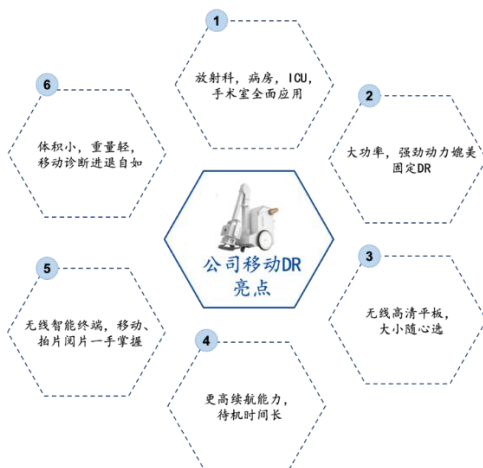 1
放射科，病房，ICU，
手术室全面应用
2
大功率，强劲动力媲美
固定DR
3
无线高清平板，
大小随心选
4
更高续航能力，
待机时间长
5
无线智能终端，移动、
拍片阅片一手掌握
6
体积小，重量轻，
移动诊断进退自如
公司移动DR
亮点